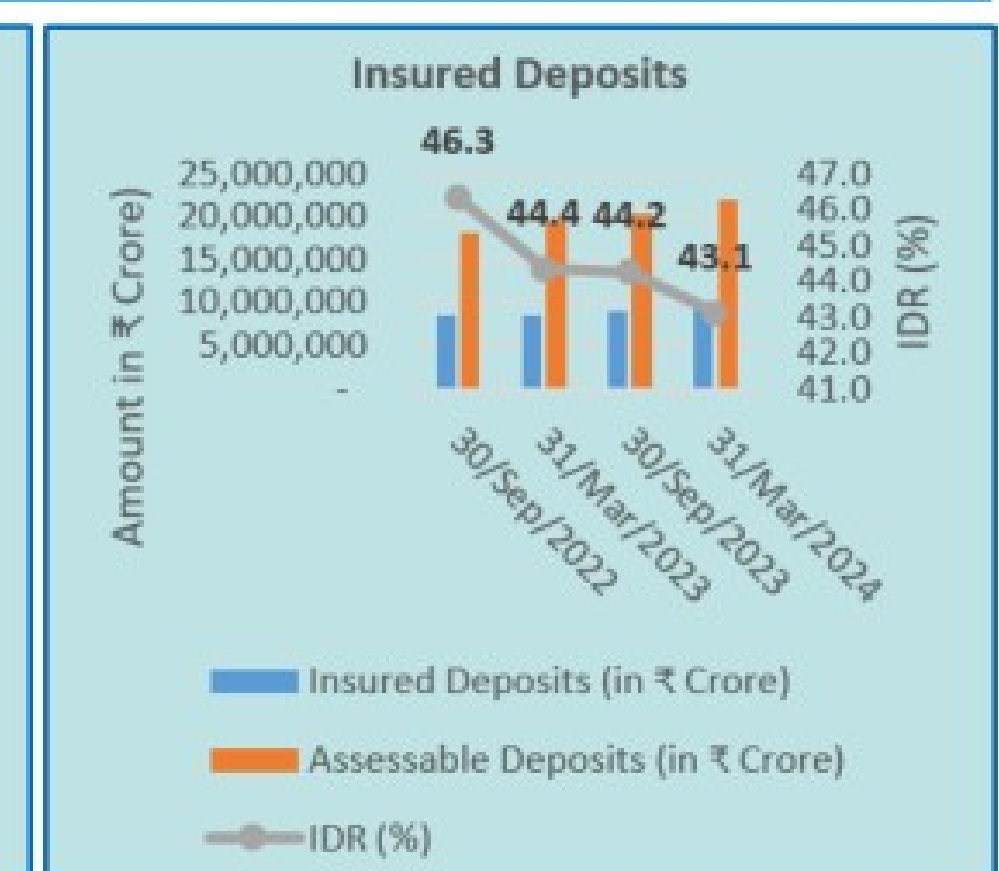 Insured Deposits
46.3
44.4 44.2
43.1
Amount in ₹ Crore)
25,000,000
20,000,000
15,000,000
10,000,000
5,000,000
-
47.0
46.0
45.0
44.0
43.0
42.0
41.0
IDR (%)
30/Sep/2022
31/Mar/2023
30/Sep/2023
31/Mar/2024
Insured Deposits (in ₹ Crore)
Assessable Deposits (in ₹ Crore)
IDR (%)